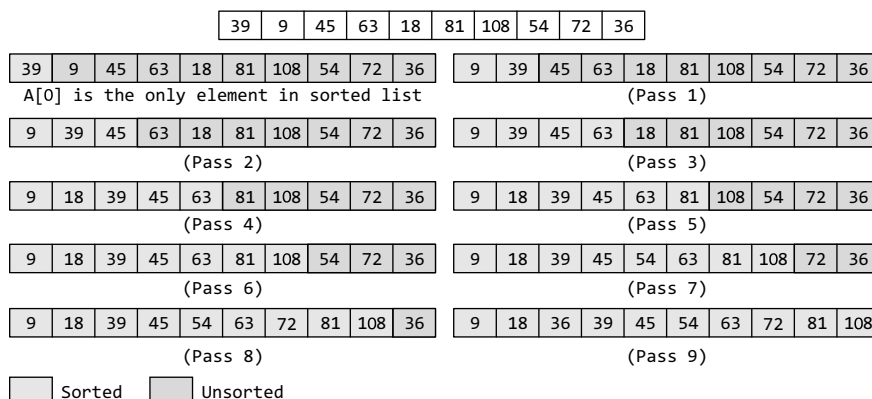 39 9 45 63 18 81 108 54 72 36
39 9 45 63 18 81 108 54 72 36
A[O] is the only element in sorted list
9 39 45 63 18 81 108 54 72 36
(Pass 1)
9 39 45 63 18 81 108 54 72 36
(Pass 2)
9 39 45 63 18 81 108 54 72 36
(Pass 3)
9 18 39 45 63 81 108 54 72 36
(Pass 4)
9 18 39 45 63 81 108 54 72 36
(Pass 5)
9 18 39 45 63 81 108 54 72 36
(Pass 6)
9 18 39 45 54 63 81 108 72 36
(Pass 7)
9 18 39 45 54 63 72 81 108 36
(Pass 8)
9 18 36 39 45 54 63 72 81 108
(Pass 9)
Sorted Unsorted